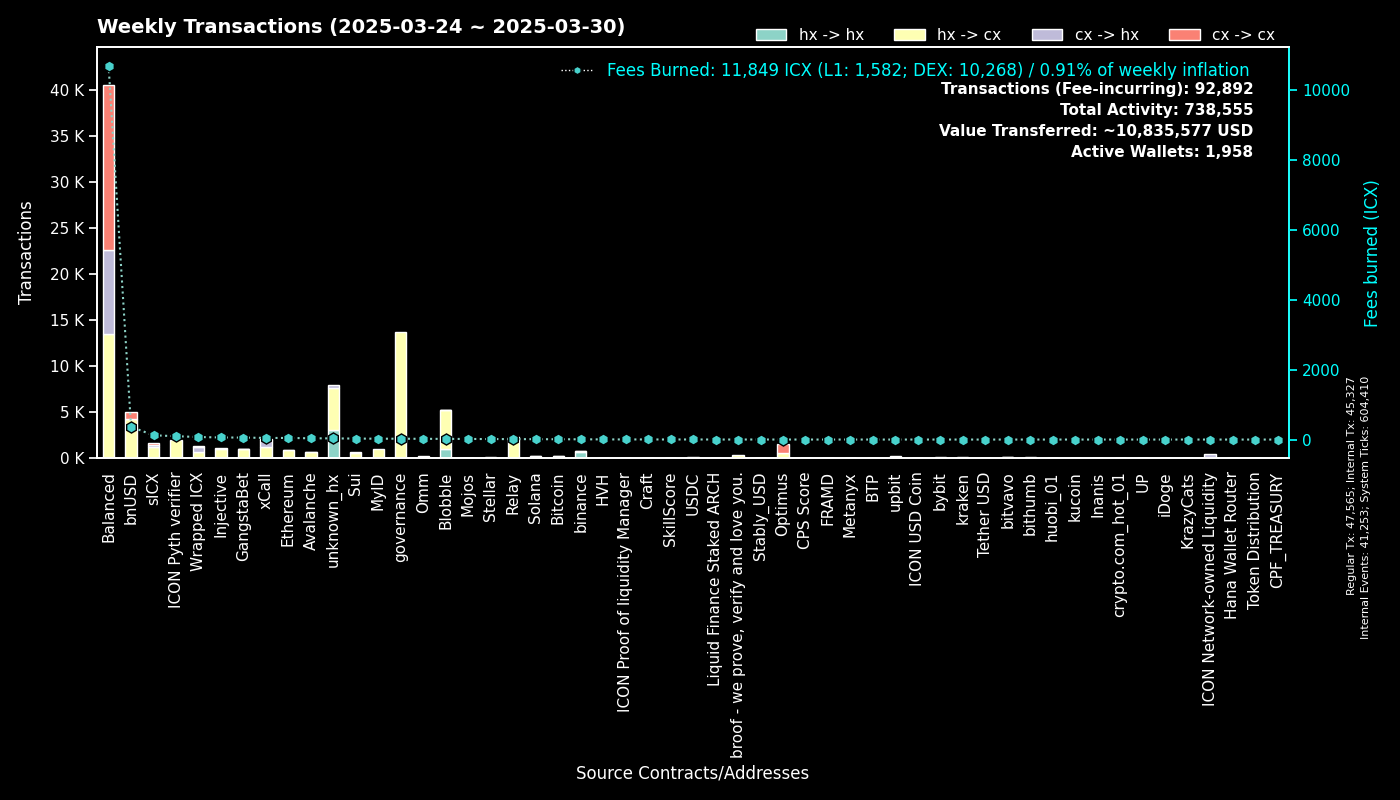 Weekly Transactions (2025-03-24 ~ 2025-03-30)
hx -> hx
hx -> cx
cx -> hx
cx -> cx
Fees Burned: 11,849 ICX (L1: 1,582; DEX: 10,268) / 0.91% of weekly inflation
Transactions (Fee-incurring): 92,892
Total Activity: 738,555
Value Transferred: ~10,835,577 USD
Active Wallets: 1,958
Transactions
40 K
35 K
30 K
25 K
20 K
15 K
10 K
5 K
0 K
10000
8000
6000
4000
2000
0
Fees burned (ICX)
Regular Tx: 47,565; Internal Tx: 45,327
Internal Events: 41,253; System Ticks: 604,410
Balanced
bnUSD
sICX
ICON Pyth verifier
Wrapped ICX
Injective
GangstaBet
xCall
Ethereum
Avalanche
unknown_hx
Sui
MyID
governance
Omm
Blobble
Mojos
Stellar
Relay
Solana
Bitcoin
binance
HVH
ICON Proof of liquidity Manager
Craft
SkillScore
USDC
Liquid Finance Staked ARCH
broof - we prove, verify and love you.
Stably_USD
Optimus
CPS Score
FRAMD
Metanyx
BTP
upbit
ICON USD Coin
bybit
kraken
Tether USD
bitvavo
bithumb
huobi_01
kucoin
Inanis
crypto.com_hot_01
UP
iDoge
KrazyCats
ICON Network-owned Liquidity
Hana Wallet Router
Token Distribution
CPF_TREASURY
Source Contracts/Addresses